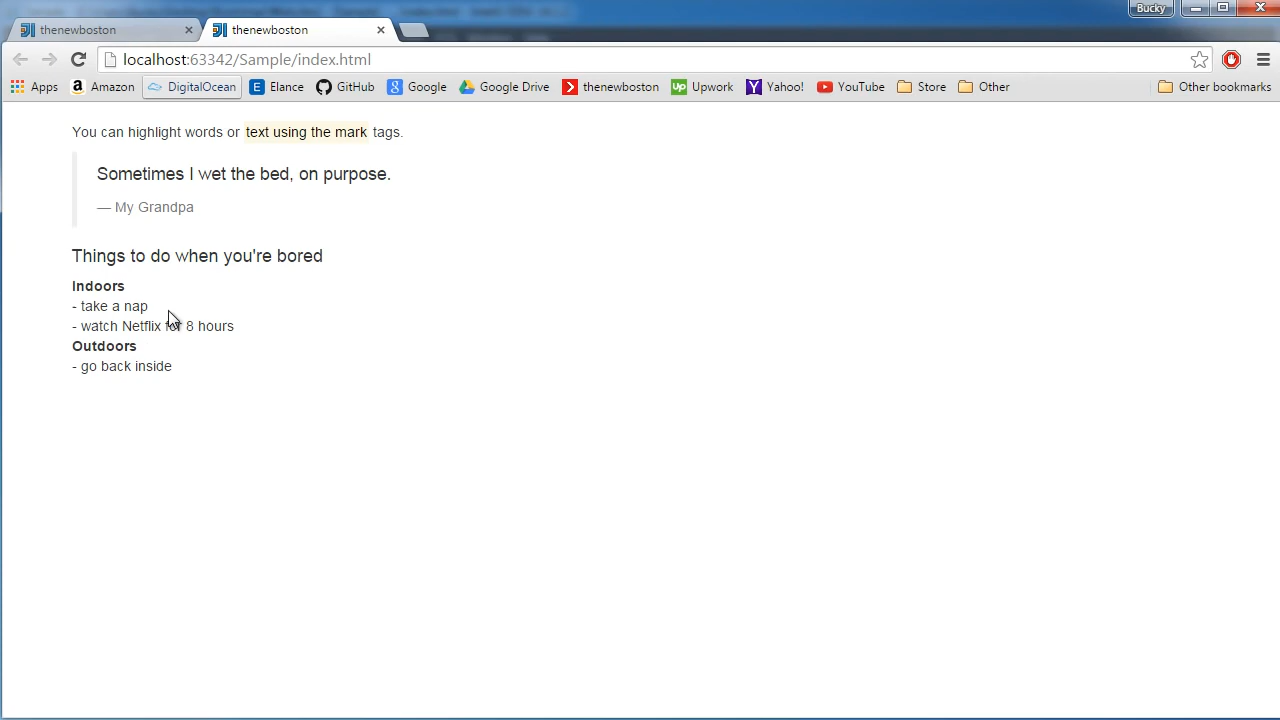 Bucky
thenewboston
thenewboston
localhost:63342/Sample/index.html
Apps Amazon DigitalOcean Elance GitHub Google Google Drive thenewboston Upwork Yahoo! YouTube Store Other Other bookmarks
You can highlight words or text using the mark tags.
Sometimes I wet the bed, on purpose.
— My Grandpa
Things to do when you're bored
Indoors
- take a nap
- watch Netflix for 8 hours
Outdoors
- go back inside